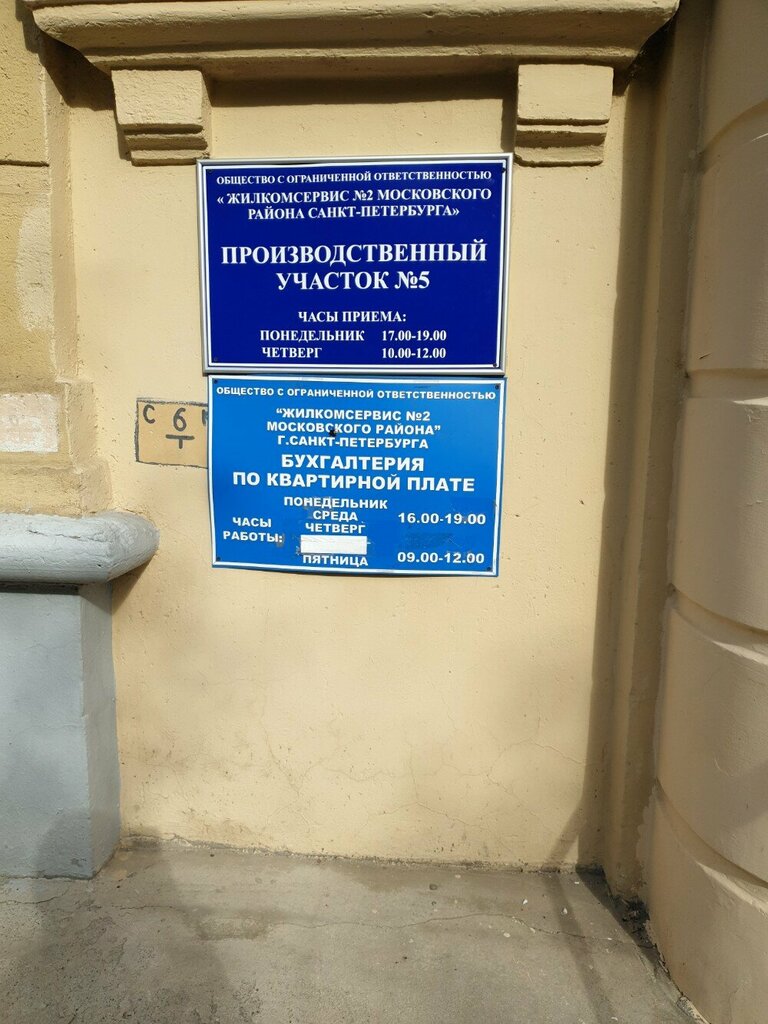 ОБЩЕСТВО С ОГРАНИЧЕННОЙ ОТВЕТСТВЕННОСТЬЮ
« ЖИЛКОМСЕРВИС №2 МОСКОВСКОГО
РАЙОНА САНКТ-ПЕТЕРБУРГА»
ПРОИЗВОДСТВЕННЫЙ
УЧАСТОК №5
ЧАСЫ ПРИЕМА:
ПОНЕДЕЛЬНИК 17.00-19.00
ЧЕТВЕРГ 10.00-12.00
ОБЩЕСТВО С ОГРАНИЧЕННОЙ ОТВЕТСТВЕННОСТЬЮ
"ЖИЛКОМСЕРВИС №2
МОСКОВСКОГО РАЙОНА"
Г.САНКТ-ПЕТЕРБУРГА
БУХГАЛТЕРИЯ
ПО КВАРТИРНОЙ ПЛАТЕ
ПОНЕДЕЛЬНИК
СРЕДА 16.00-19.00
ЧАСЫ ЧЕТВЕРГ
РАБОТЫ:
ПЯТНИЦА 09.00-12.00
С 6
Т